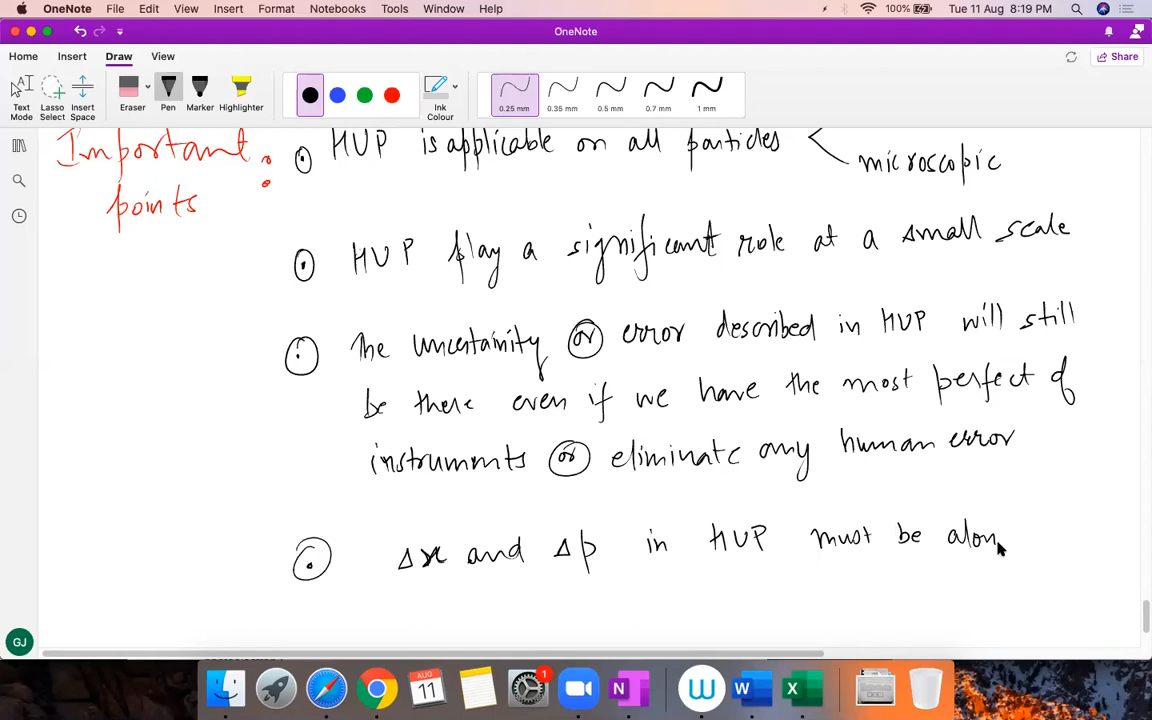 OneNote File Edit View Insert Format Notebooks Tools Window Help 100% Tue 11 Aug 8:19 PM
OneNote
Home Insert Draw View Share
Text Mode Lasso Select Insert Space Eraser Pen Marker Highlighter 0.25 mm 0.35 mm 0.5 mm 0.7 mm 1 mm Ink Colour
Important : HUP is applicable on all particles microscopic
points
HUP play a significant role at a small scale
The uncertainity or error described in HUP will still
be there even if we have the most perfect of
instruments or eliminate any human error
Δx and Δp in HUP must be alon
GJ
AUG 11 1 N W W X